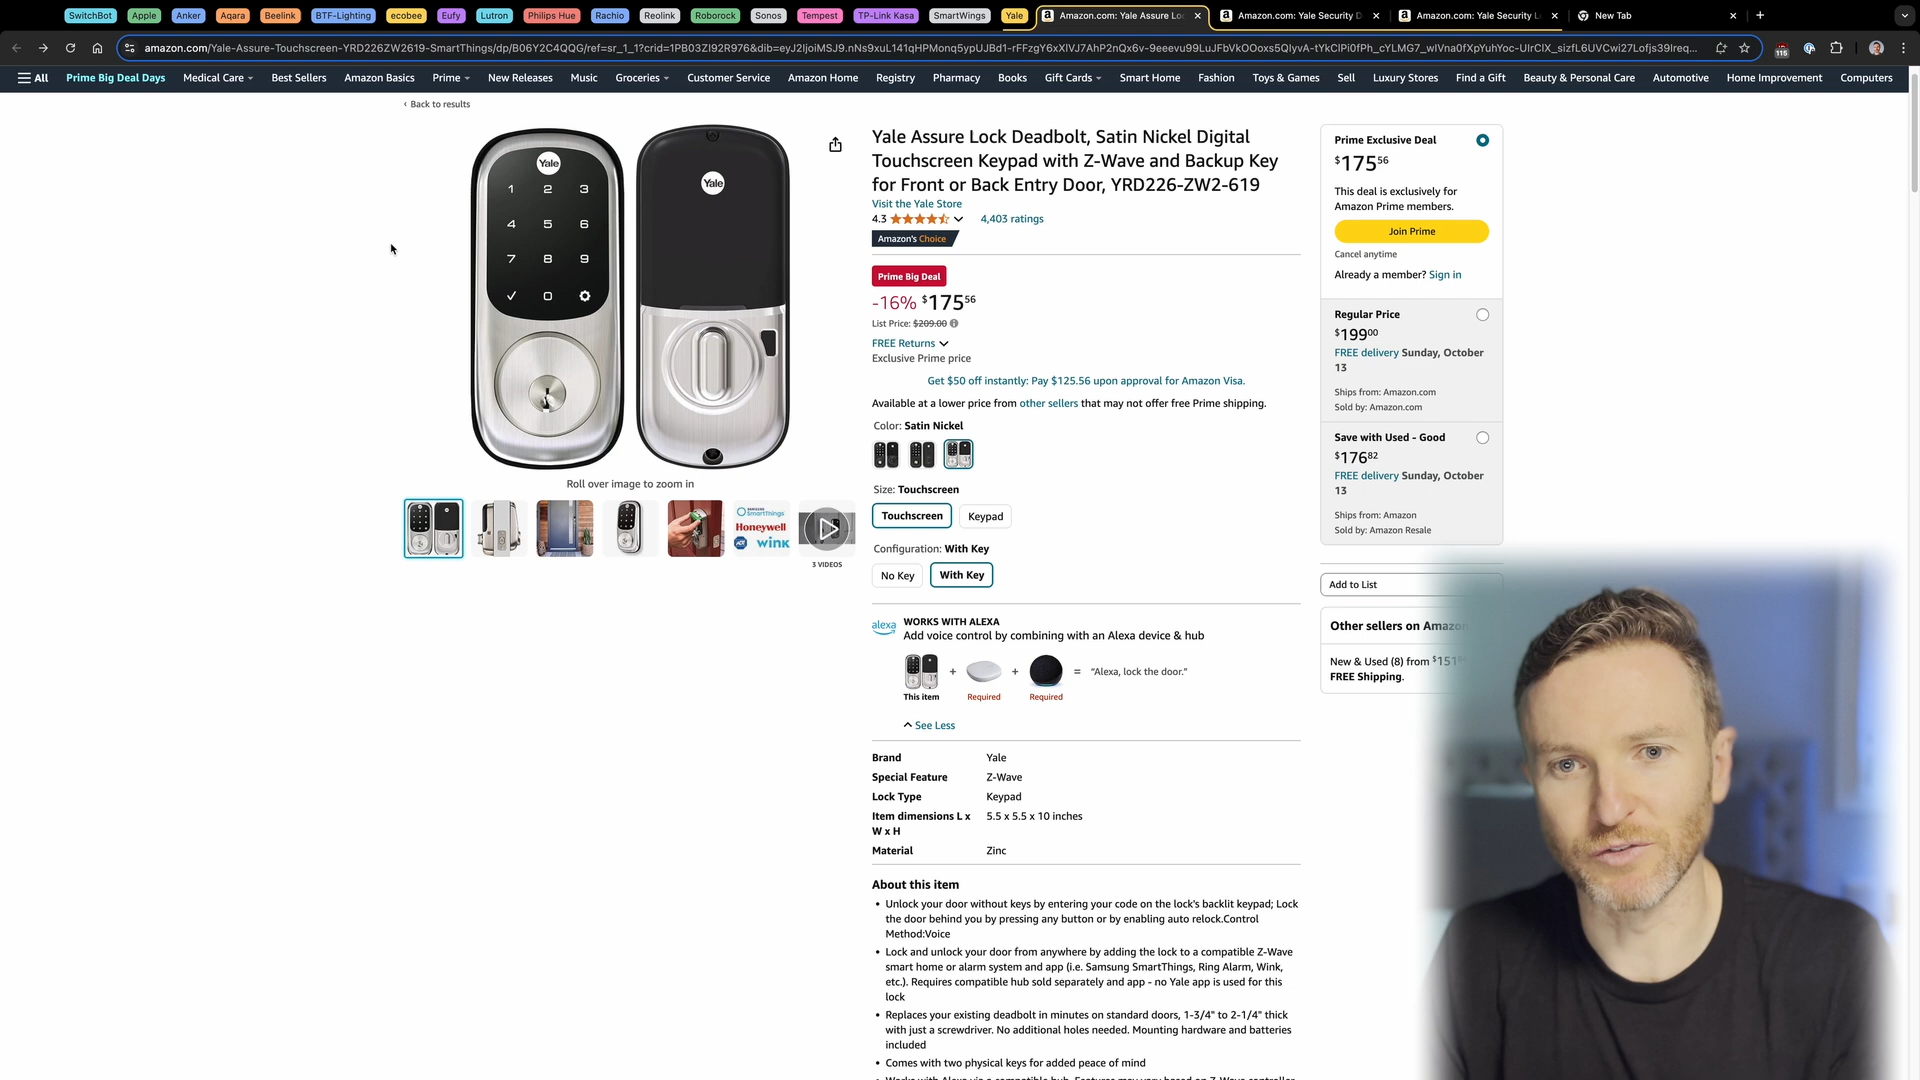 SwitchBot Apple Anker Aqara Beelink BTF-Lighting ecobee Eufy Lutron Philips Hue Rachio Reolink Roborock Sonos Tempest TP-Link Kasa SmartWings Yale Amazon.com: Yale Assure Loc Amazon.com: Yale Security D Amazon.com: Yale Security L New Tab
115
All Prime Big Deal Days Medical Care Best Sellers Amazon Basics Prime New Releases Music Groceries Customer Service Amazon Home Registry Pharmacy Books Gift Cards Smart Home Fashion Toys & Games Sell Luxury Stores Find a Gift Beauty & Personal Care Automotive Home Improvement Computers
‹ Back to results
Yale
1 2 3
4 5 6
7 8 9
0
Yale
Roll over image to zoom in
SmartThings
Honeywell
ADT wink
3 VIDEOS
Yale Assure Lock Deadbolt, Satin Nickel Digital
Touchscreen Keypad with Z-Wave and Backup Key
for Front or Back Entry Door, YRD226-ZW2-619
Visit the Yale Store
4.3 4,403 ratings
Amazon's Choice
Prime Big Deal
-16% $175 56
List Price: $209.00
FREE Returns
Exclusive Prime price
Get $50 off instantly: Pay $125.56 upon approval for Amazon Visa.
Available at a lower price from other sellers that may not offer free Prime shipping.
Color: Satin Nickel
Size: Touchscreen
Touchscreen Keypad
Configuration: With Key
No Key With Key
alexa
WORKS WITH ALEXA
Add voice control by combining with an Alexa device & hub
+ + = "Alexa, lock the door."
This item Required Required
See Less
Brand Yale
Special Feature Z-Wave
Lock Type Keypad
Item dimensions L x 5.5 x 5.5 x 10 inches
W x H
Material Zinc
About this item
• Unlock your door without keys by entering your code on the lock's backlit keypad; Lock
the door behind you by pressing any button or by enabling auto relock.Control
Method:Voice
• Lock and unlock your door from anywhere by adding the lock to a compatible Z-Wave
smart home or alarm system and app (i.e. Samsung SmartThings, Ring Alarm, Wink,
etc.). Requires compatible hub sold separately and app - no Yale app is used for this
lock
• Replaces your existing deadbolt in minutes on standard doors, 1-3/4" to 2-1/4" thick
with just a screwdriver. No additional holes needed. Mounting hardware and batteries
included
• Comes with two physical keys for added peace of mind
Prime Exclusive Deal
$175 56
This deal is exclusively for
Amazon Prime members.
Join Prime
Cancel anytime
Already a member? Sign in
Regular Price
$199 00
FREE delivery Sunday, October
13
Ships from: Amazon.com
Sold by: Amazon.com
Save with Used - Good
$176 82
FREE delivery Sunday, October
13
Ships from: Amazon
Sold by: Amazon Resale
Add to List
Other sellers on Amazon
New & Used (8) from $151
FREE Shipping.